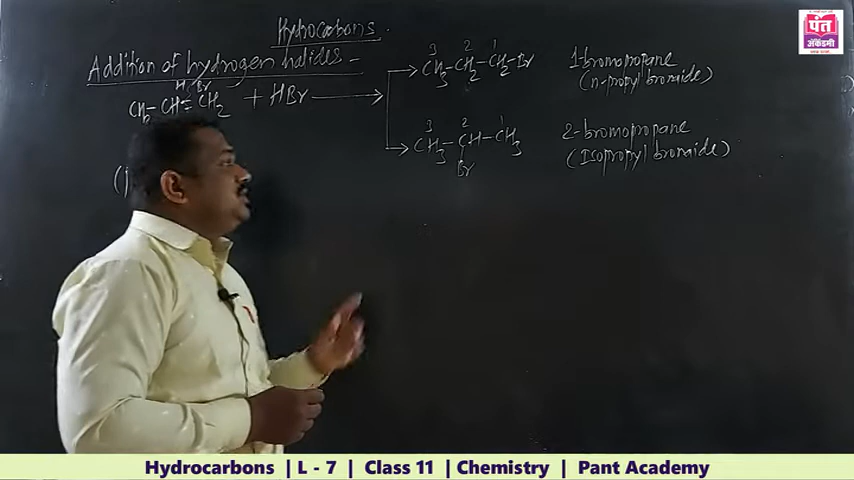 Hydrocarbons
Addition of hydrogen halides -
H Br
CH3-CH=CH2 + HBr
3 2 1
CH3-CH2-CH2-Br
1-bromopropane
(n-propyl bromide)
3 2 1
CH3-CH-CH3
Br
2-bromopropane
(Isopropyl bromide)
पंत
अकॅडमी
Hydrocarbons | L - 7 | Class 11 | Chemistry | Pant Academy